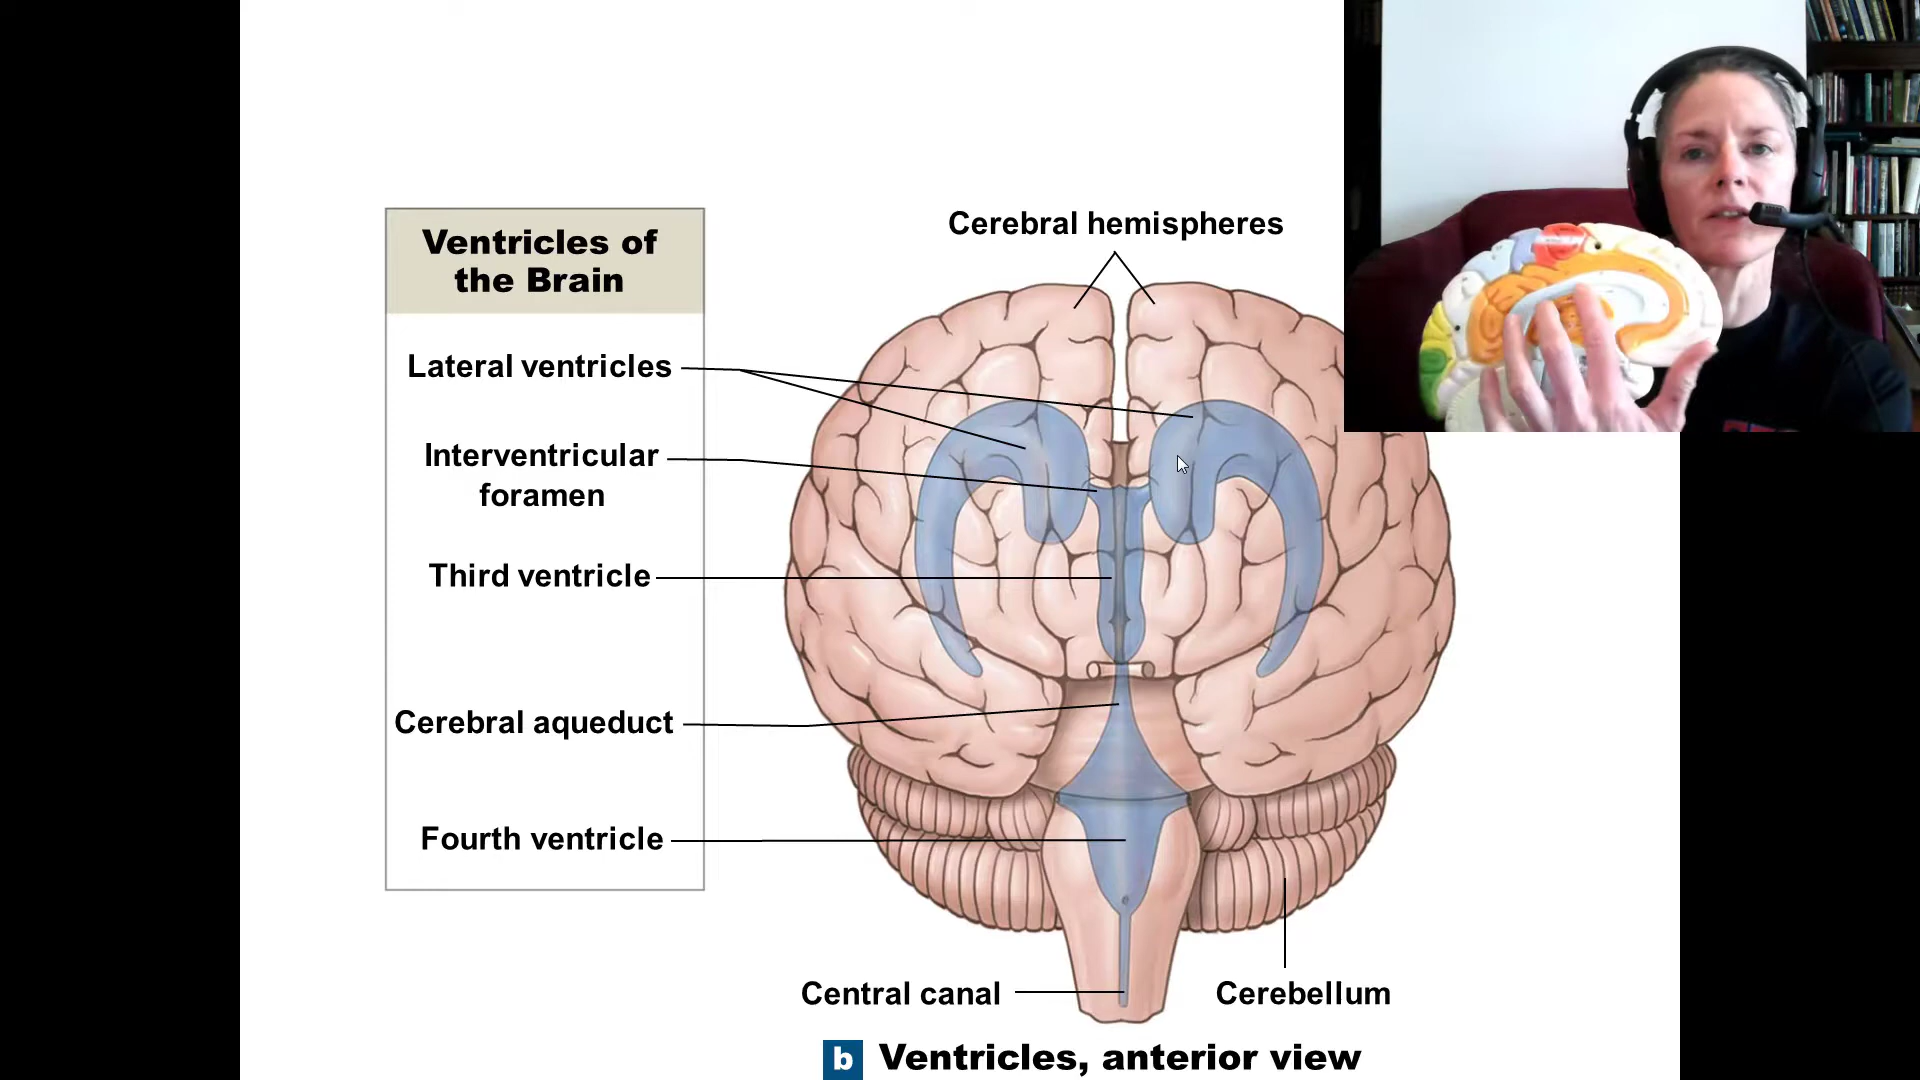 Ventricles of
the Brain
Lateral ventricles
Interventricular
foramen
Third ventricle
Cerebral aqueduct
Fourth ventricle
Cerebral hemispheres
Central canal
Cerebellum
b Ventricles, anterior view